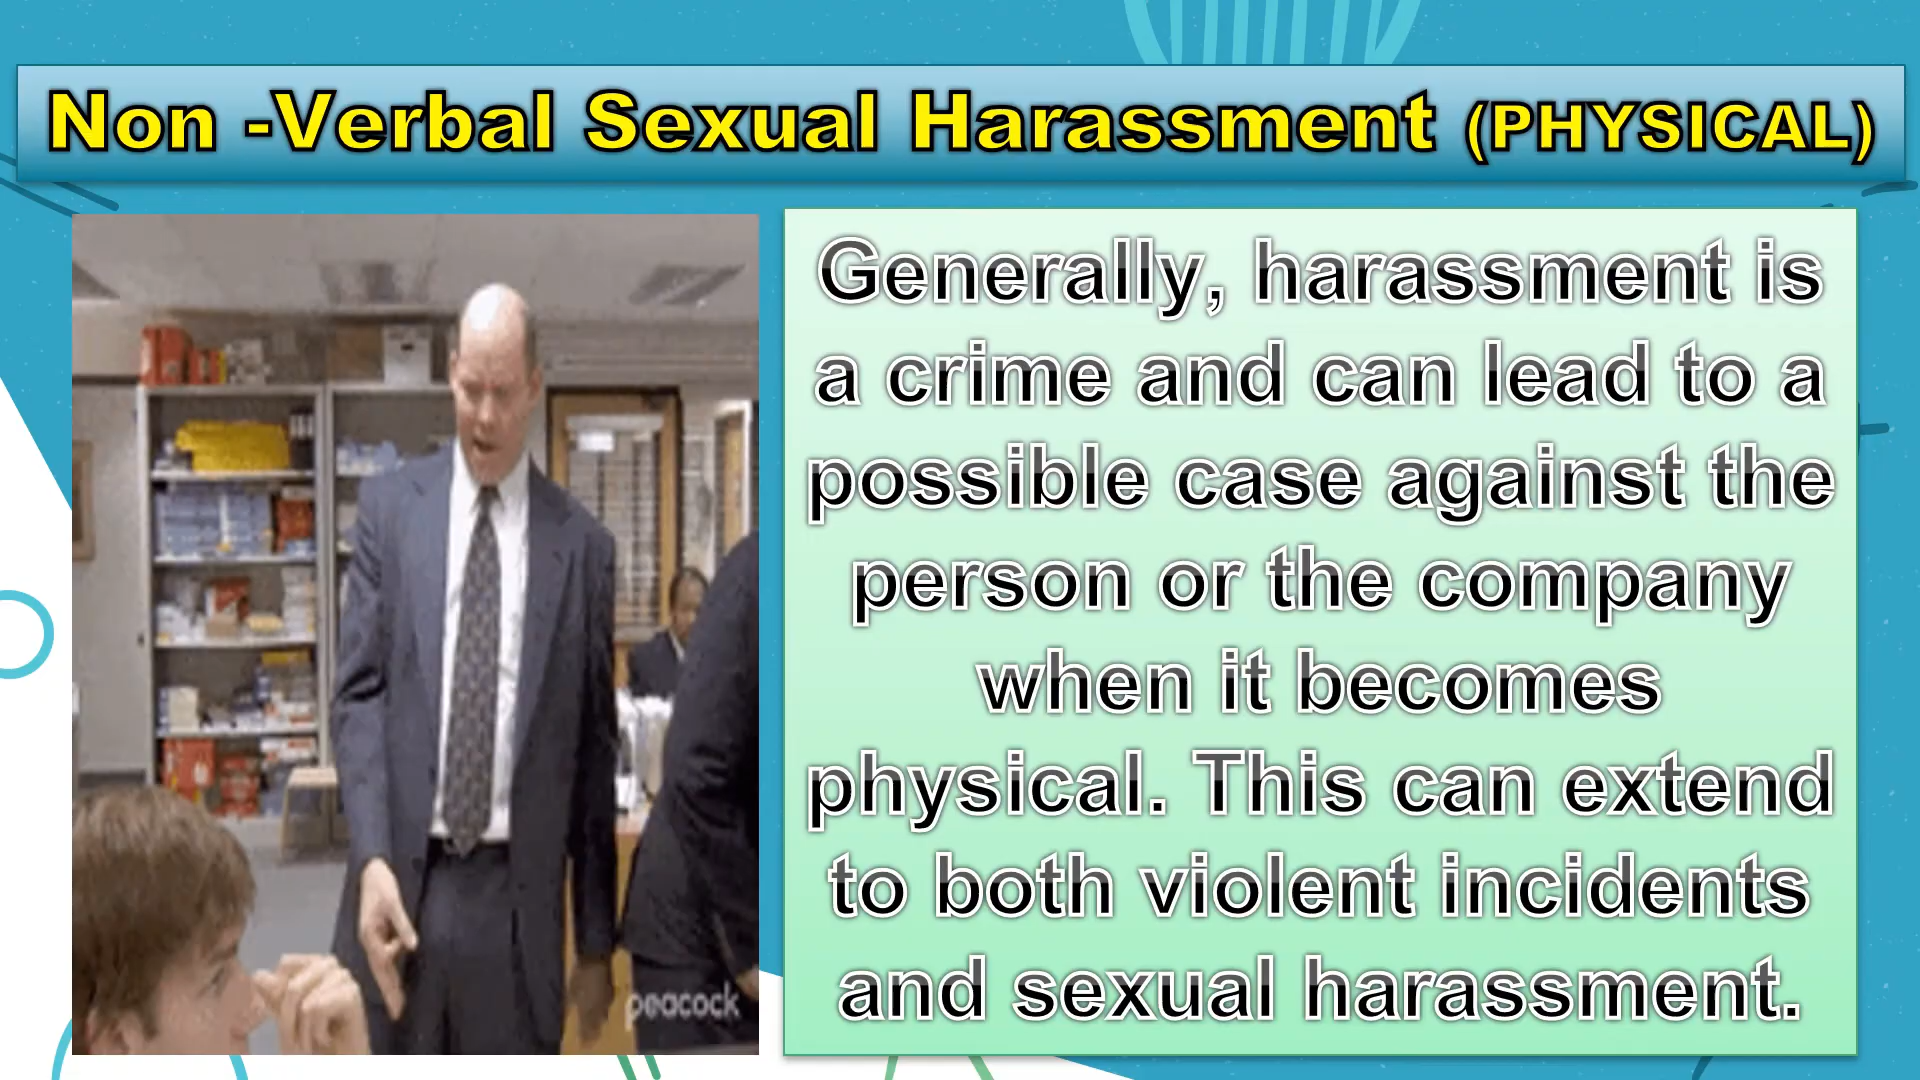 Non -Verbal Sexual Harassment (PHYSICAL)
Generally, harassment is
a crime and can lead to a
possible case against the
person or the company
when it becomes
physical. This can extend
to both violent incidents
and sexual harassment.
peacock